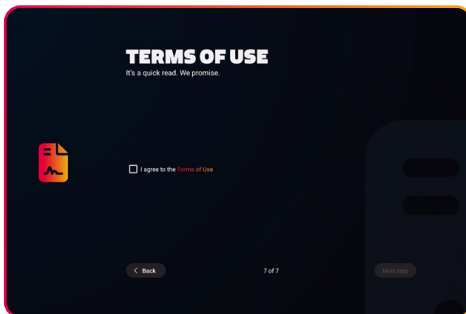 TERMS OF USE
It's a quick read. We promise.
I agree to the Terms of Use
Back
7 of 7
Next step